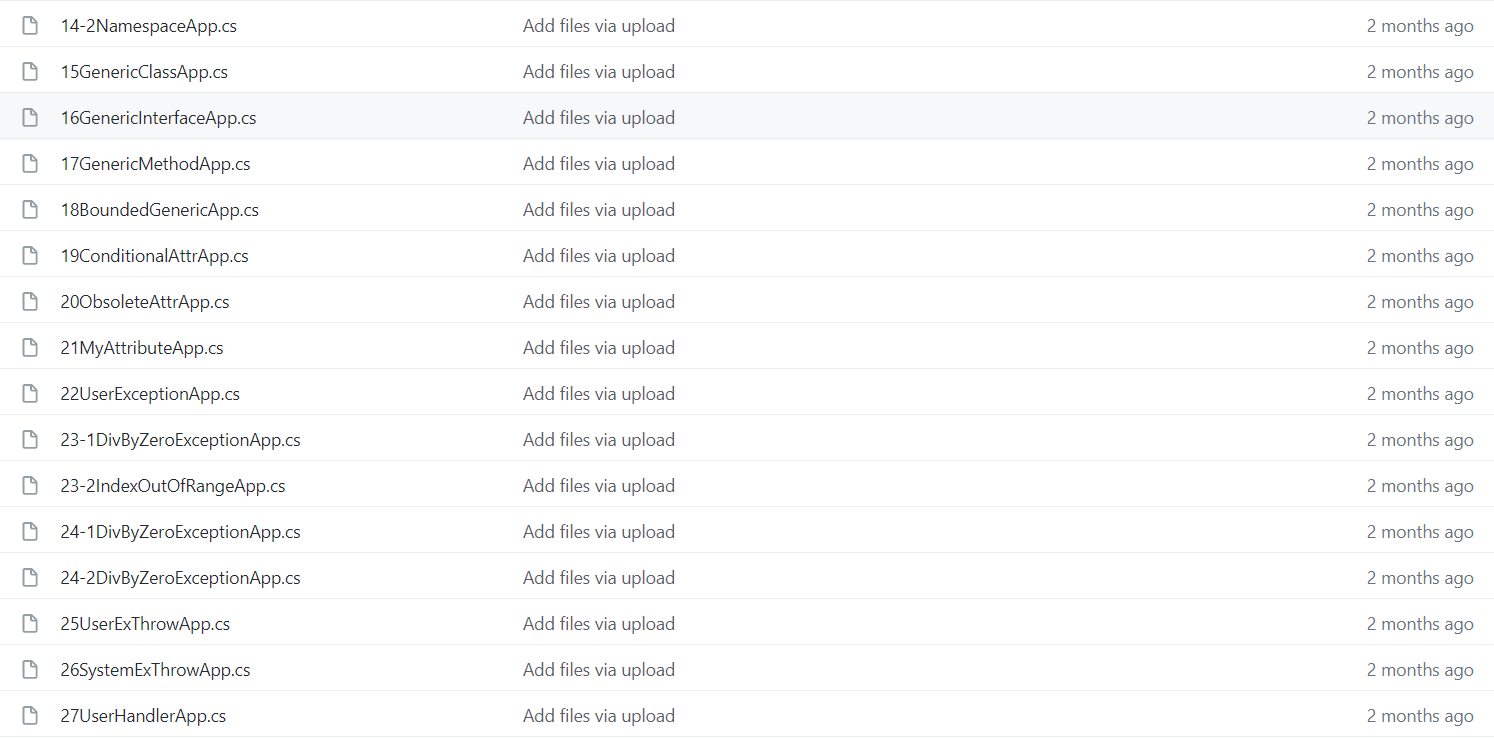 14-2NamespaceApp.cs Add files via upload 2 months ago
15GenericClassApp.cs Add files via upload 2 months ago
16GenericInterfaceApp.cs Add files via upload 2 months ago
17GenericMethodApp.cs Add files via upload 2 months ago
18BoundedGenericApp.cs Add files via upload 2 months ago
19ConditionalAttrApp.cs Add files via upload 2 months ago
20ObsoleteAttrApp.cs Add files via upload 2 months ago
21MyAttributeApp.cs Add files via upload 2 months ago
22UserExceptionApp.cs Add files via upload 2 months ago
23-1DivByZeroExceptionApp.cs Add files via upload 2 months ago
23-2IndexOutOfRangeApp.cs Add files via upload 2 months ago
24-1DivByZeroExceptionApp.cs Add files via upload 2 months ago
24-2DivByZeroExceptionApp.cs Add files via upload 2 months ago
25UserExThrowApp.cs Add files via upload 2 months ago
26SystemExThrowApp.cs Add files via upload 2 months ago
27UserHandlerApp.cs Add files via upload 2 months ago